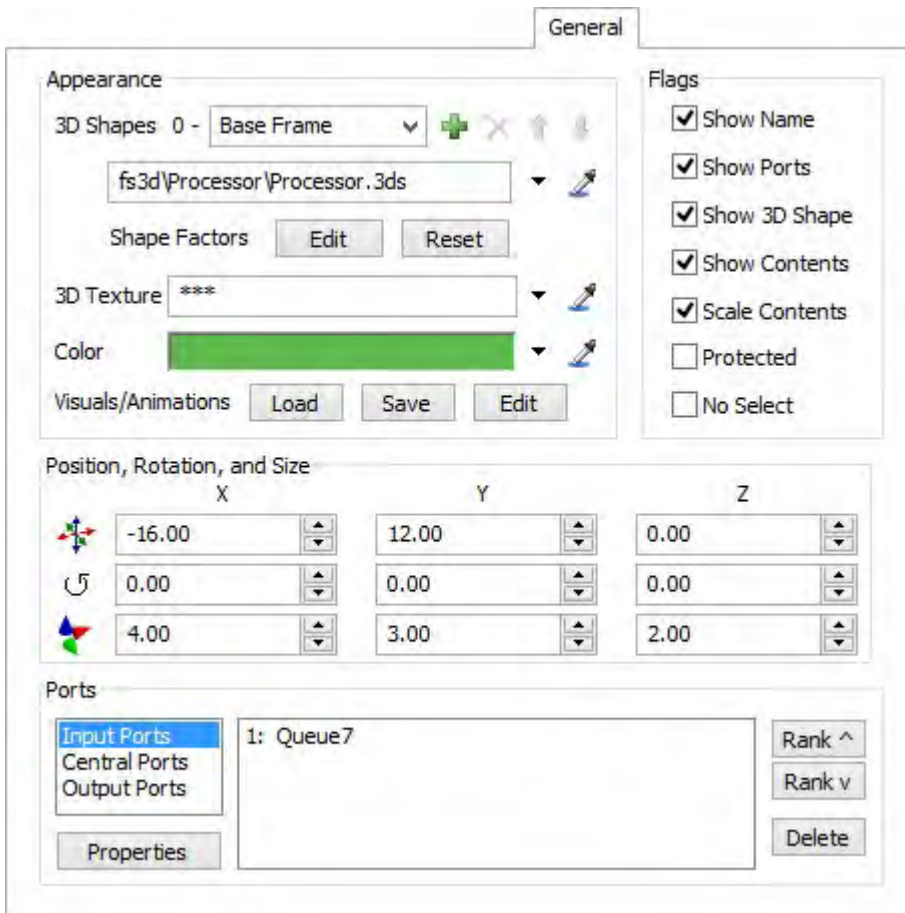 General
Appearance
3D Shapes 0 - Base Frame
fs3d\Processor\Processor.3ds
Shape Factors Edit Reset
3D Texture ***
Color
Visuals/Animations Load Save Edit
Flags
Show Name
Show Ports
Show 3D Shape
Show Contents
Scale Contents
Protected
No Select
Position, Rotation, and Size
X Y Z
-16.00 12.00 0.00
0.00 0.00 0.00
4.00 3.00 2.00
Ports
Input Ports
Central Ports
Output Ports
Properties
1: Queue7
Rank ^
Rank v
Delete